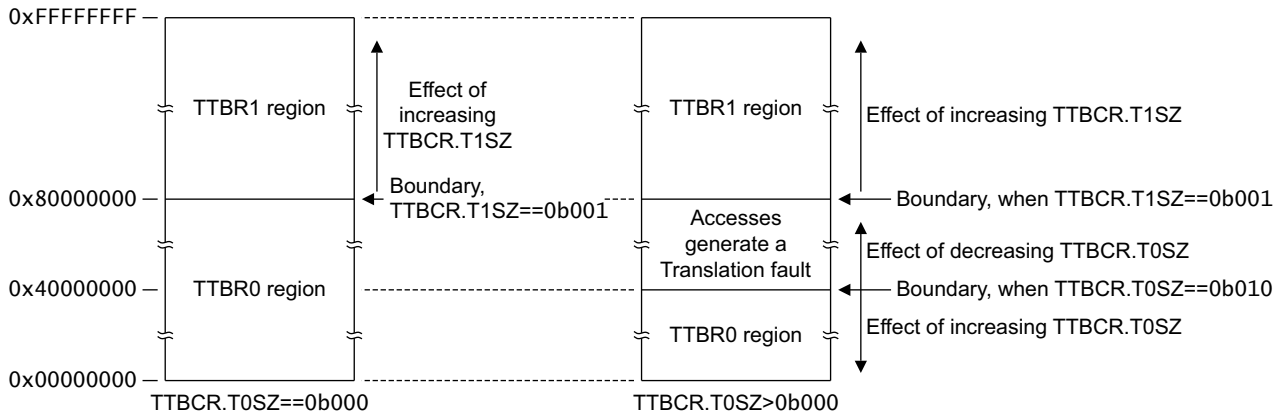 0xFFFFFFFF
TTBR1 region
Effect of
increasing
TTBCR.T1SZ
TTBR1 region
Effect of increasing TTBCR.T1SZ
0x80000000
Boundary,
TTBCR.T1SZ==0b001
Boundary, when TTBCR.T1SZ==0b001
Accesses
generate a
Translation fault
Effect of decreasing TTBCR.T0SZ
0x40000000
TTBR0 region
Boundary, when TTBCR.T0SZ==0b010
TTBR0 region
Effect of increasing TTBCR.T0SZ
0x00000000
TTBCR.T0SZ==0b000
TTBCR.T0SZ>0b000